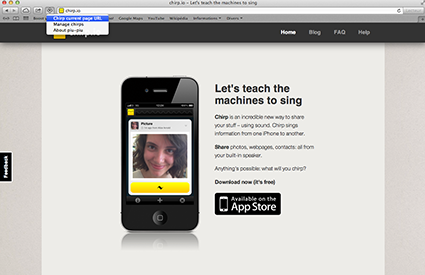 chirp.io – Let's teach the machines to sing
chirp.io
Chirp current page URL
Manage chirps
About piu-piu
Google Maps
YouTube
Wikipedia
Informationen
Divers
Home
Blog
FAQ
Help
Let's teach the
machines to sing
Chirp is an incredible new way to share
your stuff – using sound. Chirp sings
information from one iPhone to another.
Share photos, webpages, contacts: all from
your built-in speaker.
Anything's possible: what will you chirp?
Download now (it's free)
Available on the
App Store
Picture
Feedback